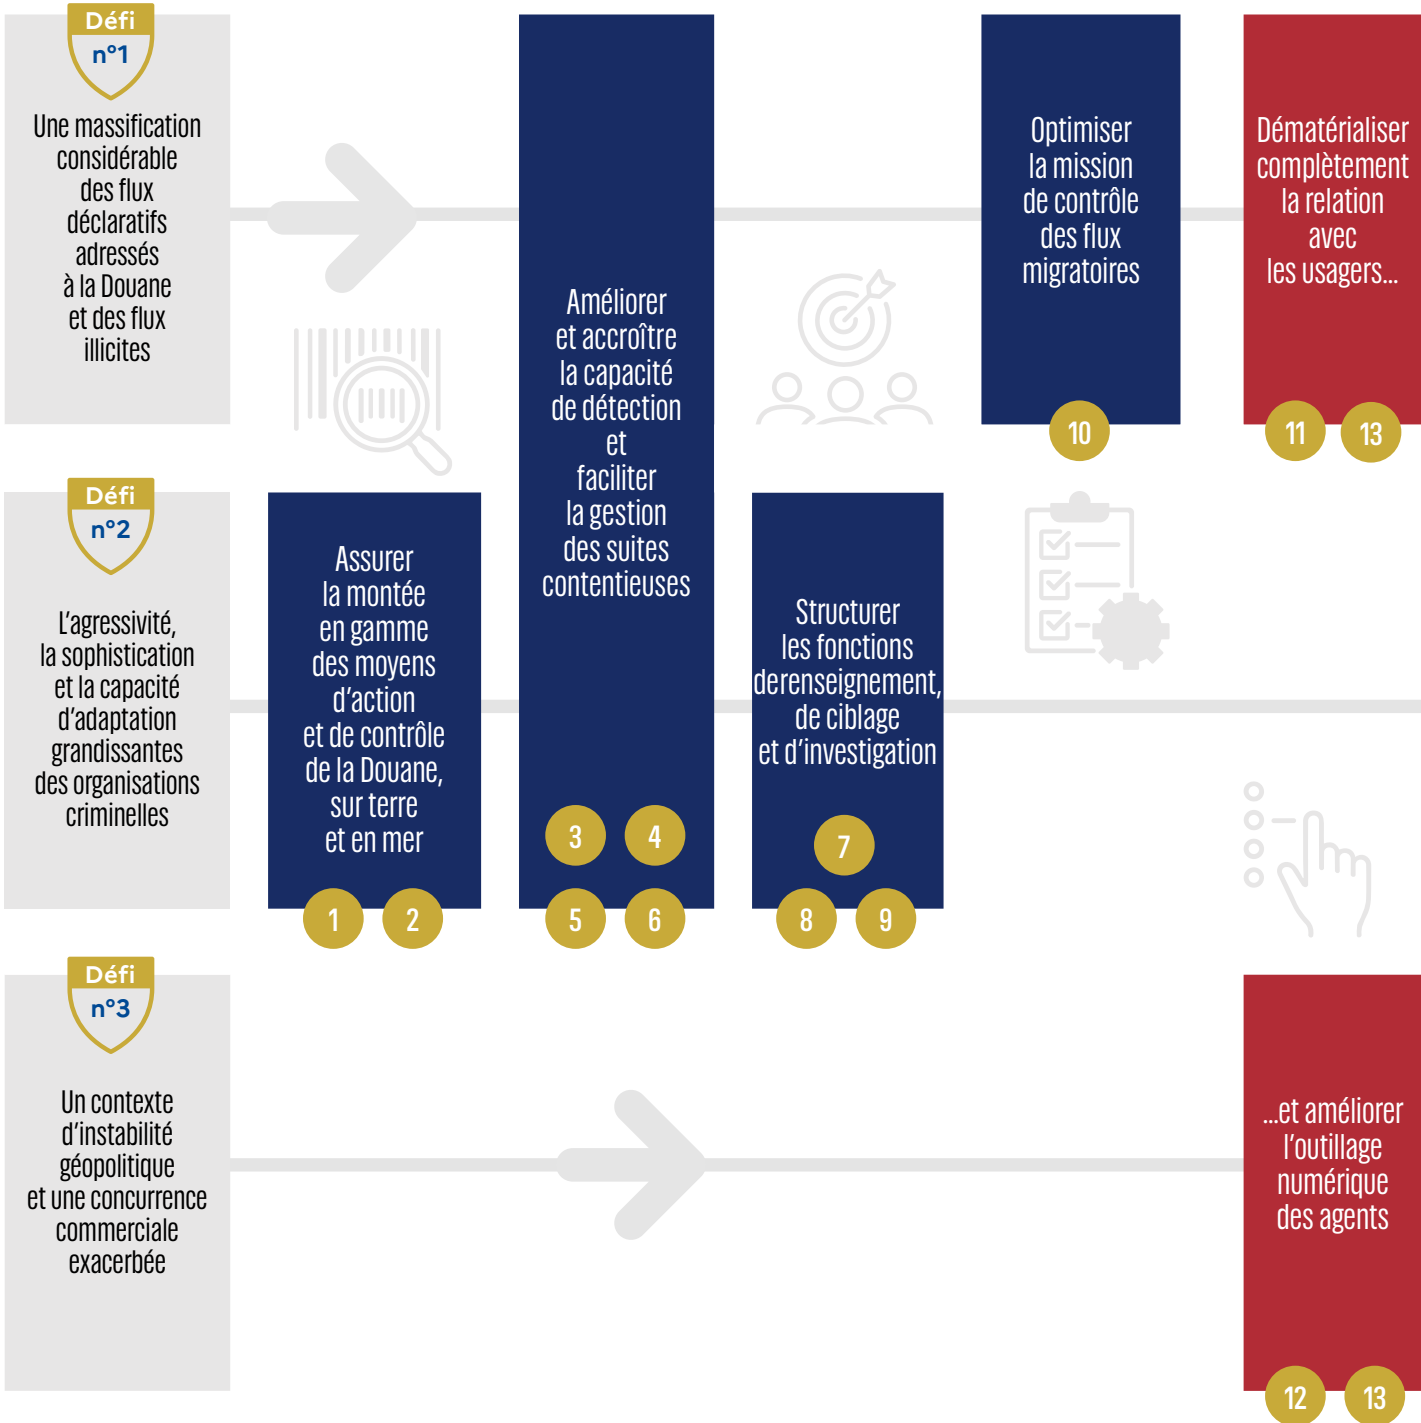 Défi
n°1
Une massification
considérable
des flux
déclaratifs
adressés
à la Douane
et des flux
illicites
Améliorer
et accroître
la capacité
de détection
et
faciliter
la gestion
des suites
contentieuses
3 4
5 6
Optimiser
la mission
de contrôle
des flux
migratoires
10
Dématérialiser
complètement
la relation
avec
les usagers...
11 13
Défi
n°2
L'agressivité,
la sophistication
et la capacité
d'adaptation
grandissantes
des organisations
criminelles
Assurer
la montée
en gamme
des moyens
d'action
et de contrôle
de la Douane,
sur terre
et en mer
1 2
Structurer
les fonctions
derenseignement,
de ciblage
et d'investigation
7
8 9
Défi
n°3
Un contexte
d'instabilité
géopolitique
et une concurrence
commerciale
exacerbée
...et améliorer
l'outillage
numérique
des agents
12 13